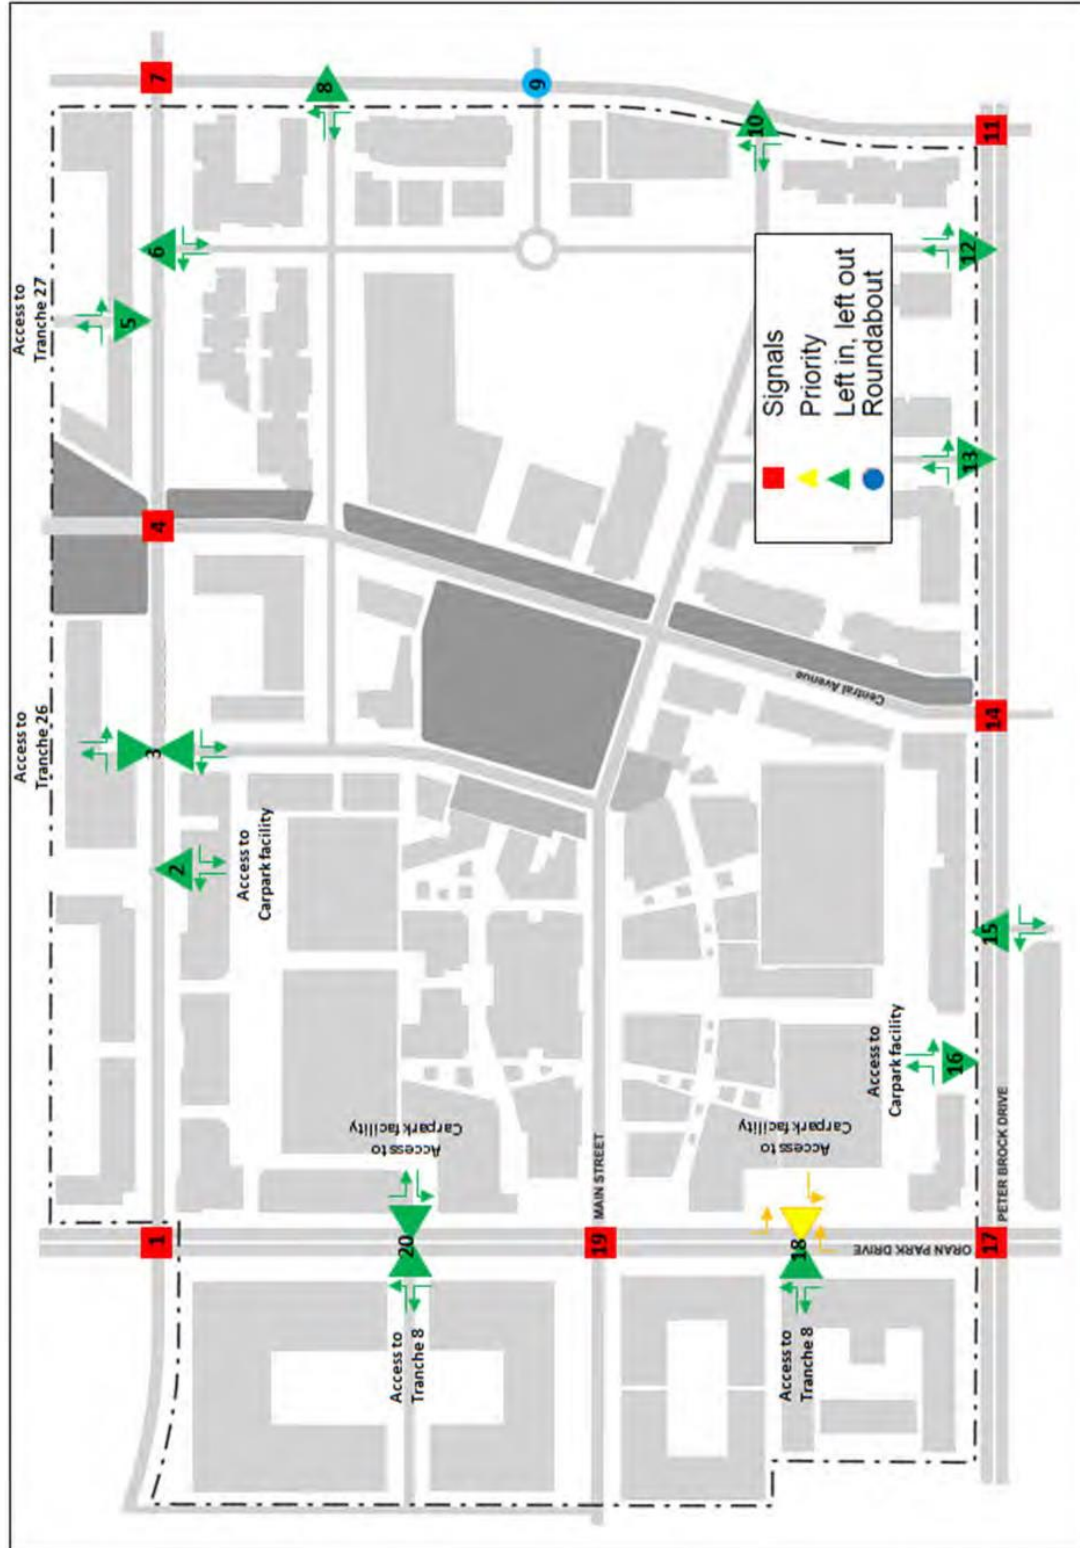 Access to
Tranche 27
Access to
Tranche 26
7
8
9
10
11
6
5
12
4
13
3
2
Access to
Carpark facility
14
15
Central Avenue
16
Access to
Carpark facility
Access to
Carpark facility
Access to
Carpark facility
MAIN STREET
PETER BROCK DRIVE
ORAN PARK DRIVE
1
20
19
18
17
Access to
Tranche 8
Access to
Tranche 8
Signals
Priority
Left in, left out
Roundabout